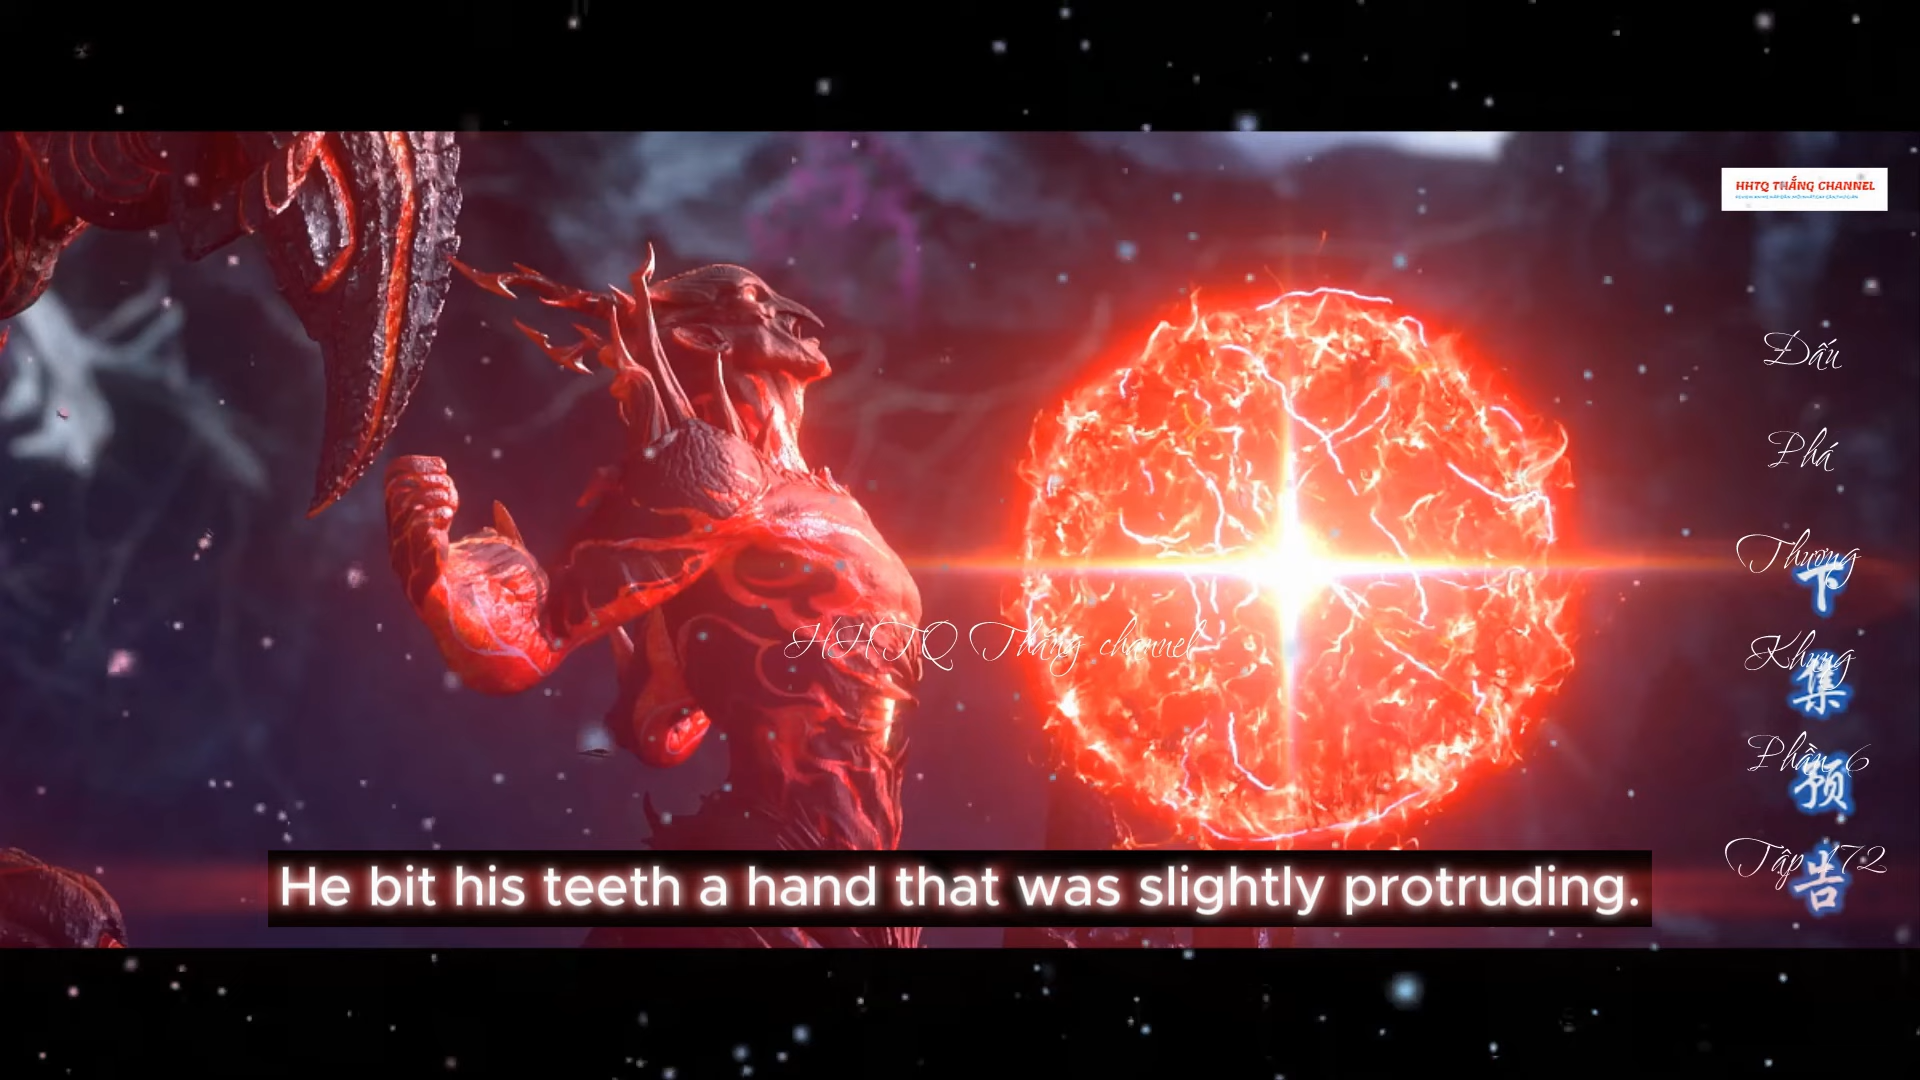 HHTQ THẮNG CHANNEL
Đấu
Phá
Thương
下
Khung
集
Phần 6
预
Tập 172
告
HHTQ Thắng channel
He bit his teeth a hand that was slightly protruding.